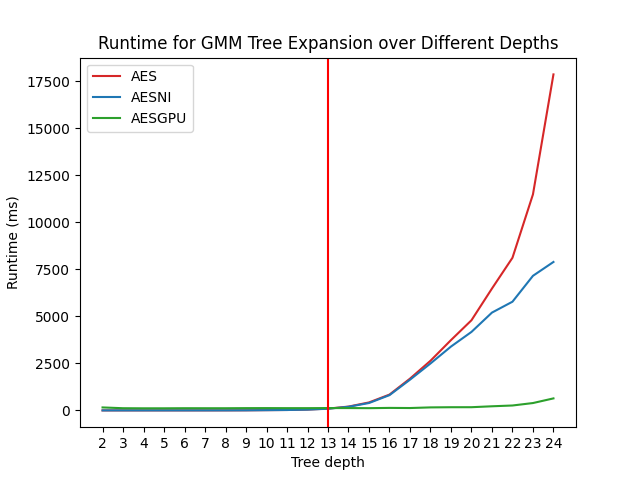 Runtime for GMM Tree Expansion over Different Depths
AES
AESNI
AESGPU
17500
15000
12500
10000
7500
5000
2500
0
Runtime (ms)
2 3 4 5 6 7 8 9 10 11 12 13 14 15 16 17 18 19 20 21 22 23 24
Tree depth